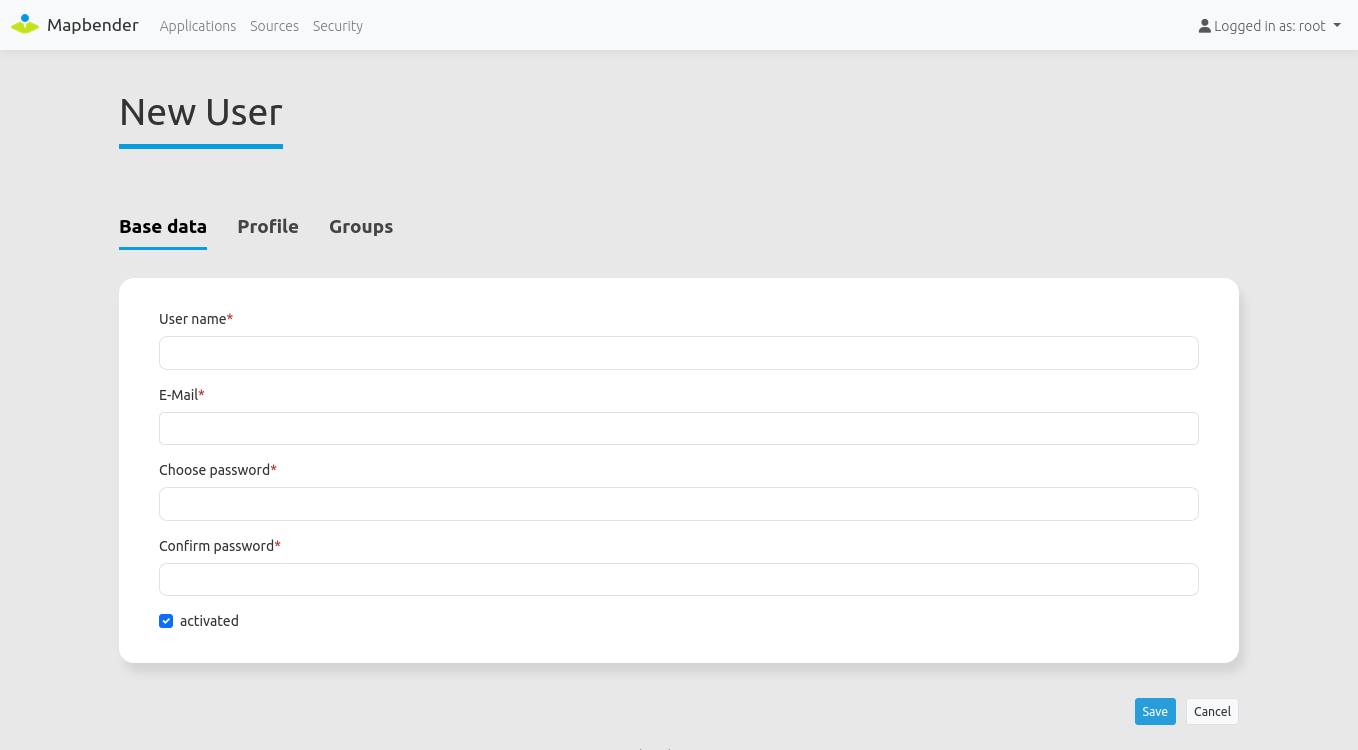 Mapbender Applications Sources Security Logged in as: root
New User
Base data Profile Groups
User name*
E-Mail*
Choose password*
Confirm password*
activated
Save Cancel